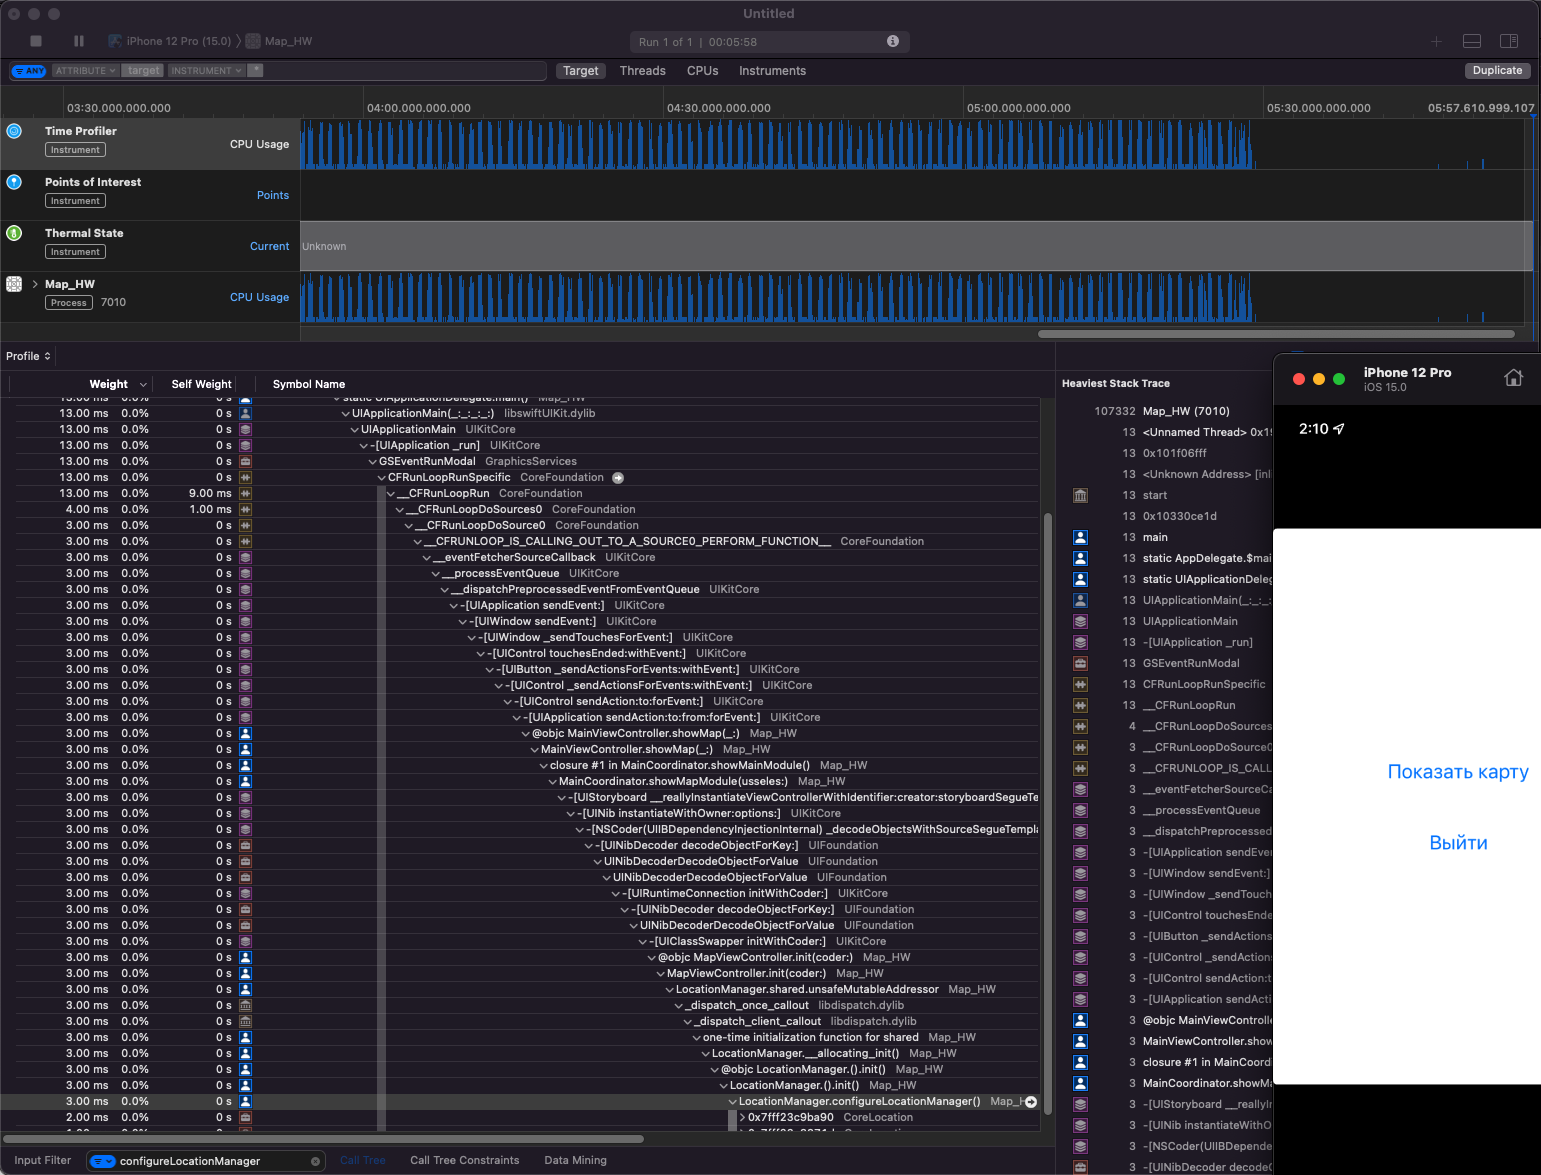 Untitled
iPhone 12 Pro (15.0) 〉 Map_HW
Run 1 of 1 | 00:05:58
ANY ATTRIBUTE target INSTRUMENT *
Target Threads CPUs Instruments
Duplicate
03:30.000.000.000 04:00.000.000.000 04:30.000.000.000 05:00.000.000.000 05:30.000.000.000 05:57.610.999.107
Time Profiler
Instrument
CPU Usage
Points of Interest
Instrument
Points
Thermal State
Instrument
Current
Unknown
Map_HW
Process 7010
CPU Usage
Profile
Weight Self Weight Symbol Name
13.00 ms 0.0% 0 s static UIApplicationDelegate.main() Map_HW
13.00 ms 0.0% 0 s UIApplicationMain(_:_:_:_:) libswiftUIKit.dylib
13.00 ms 0.0% 0 s UIApplicationMain UIKitCore
13.00 ms 0.0% 0 s -[UIApplication _run] UIKitCore
13.00 ms 0.0% 0 s GSEventRunModal GraphicsServices
13.00 ms 0.0% 0 s CFRunLoopRunSpecific CoreFoundation
13.00 ms 0.0% 9.00 ms __CFRunLoopRun CoreFoundation
4.00 ms 0.0% 1.00 ms __CFRunLoopDoSources0 CoreFoundation
3.00 ms 0.0% 0 s __CFRunLoopDoSource0 CoreFoundation
3.00 ms 0.0% 0 s __CFRUNLOOP_IS_CALLING_OUT_TO_A_SOURCE0_PERFORM_FUNCTION__ CoreFoundation
3.00 ms 0.0% 0 s __eventFetcherSourceCallback UIKitCore
3.00 ms 0.0% 0 s __processEventQueue UIKitCore
3.00 ms 0.0% 0 s __dispatchPreprocessedEventFromEventQueue UIKitCore
3.00 ms 0.0% 0 s -[UIApplication sendEvent:] UIKitCore
3.00 ms 0.0% 0 s -[UIWindow sendEvent:] UIKitCore
3.00 ms 0.0% 0 s -[UIWindow _sendTouchesForEvent:] UIKitCore
3.00 ms 0.0% 0 s -[UIControl touchesEnded:withEvent:] UIKitCore
3.00 ms 0.0% 0 s -[UIButton _sendActionsForEvents:withEvent:] UIKitCore
3.00 ms 0.0% 0 s -[UIControl _sendActionsForEvents:withEvent:] UIKitCore
3.00 ms 0.0% 0 s -[UIControl sendAction:to:forEvent:] UIKitCore
3.00 ms 0.0% 0 s -[UIApplication sendAction:to:from:forEvent:] UIKitCore
3.00 ms 0.0% 0 s @objc MainViewController.showMap(_:) Map_HW
3.00 ms 0.0% 0 s MainViewController.showMap(_:) Map_HW
3.00 ms 0.0% 0 s closure #1 in MainCoordinator.showMainModule() Map_HW
3.00 ms 0.0% 0 s MainCoordinator.showMapModule(usseles:) Map_HW
3.00 ms 0.0% 0 s -[UIStoryboard __reallyInstantiateViewControllerWithIdentifier:creator:storyboardSegueTe
3.00 ms 0.0% 0 s -[UINib instantiateWithOwner:options:] UIKitCore
3.00 ms 0.0% 0 s -[NSCoder(UIIBDependencyInjectionInternal) _decodeObjectsWithSourceSegueTempla
3.00 ms 0.0% 0 s -[UINibDecoder decodeObjectForKey:] UIFoundation
3.00 ms 0.0% 0 s UINibDecoderDecodeObjectForValue UIFoundation
3.00 ms 0.0% 0 s UINibDecoderDecodeObjectForValue UIFoundation
3.00 ms 0.0% 0 s -[UIRuntimeConnection initWithCoder:] UIKitCore
3.00 ms 0.0% 0 s -[UINibDecoder decodeObjectForKey:] UIFoundation
3.00 ms 0.0% 0 s UINibDecoderDecodeObjectForValue UIFoundation
3.00 ms 0.0% 0 s -[UIClassSwapper initWithCoder:] UIKitCore
3.00 ms 0.0% 0 s @objc MapViewController.init(coder:) Map_HW
3.00 ms 0.0% 0 s MapViewController.init(coder:) Map_HW
3.00 ms 0.0% 0 s LocationManager.shared.unsafeMutableAddressor Map_HW
3.00 ms 0.0% 0 s _dispatch_once_callout libdispatch.dylib
3.00 ms 0.0% 0 s _dispatch_client_callout libdispatch.dylib
3.00 ms 0.0% 0 s one-time initialization function for shared Map_HW
3.00 ms 0.0% 0 s LocationManager.__allocating_init() Map_HW
3.00 ms 0.0% 0 s @objc LocationManager.().init() Map_HW
3.00 ms 0.0% 0 s LocationManager.().init() Map_HW
3.00 ms 0.0% 0 s LocationManager.configureLocationManager() Map_H
2.00 ms 0.0% 0 s 0x7fff23c9ba90 CoreLocation
Input Filter configureLocationManager Call Tree Call Tree Constraints Data Mining
Heaviest Stack Trace
107332 Map_HW (7010)
13 <Unnamed Thread> 0x19
13 0x101f06fff
13 <Unknown Address> [inl
13 start
13 0x10330ce1d
13 main
13 static AppDelegate.$mai
13 static UIApplicationDeleg
13 UIApplicationMain(_:_:_:
13 UIApplicationMain
13 -[UIApplication _run]
13 GSEventRunModal
13 CFRunLoopRunSpecific
13 __CFRunLoopRun
4 __CFRunLoopDoSources
3 __CFRunLoopDoSource0
3 __CFRUNLOOP_IS_CALL
3 __eventFetcherSourceCa
3 __processEventQueue
3 __dispatchPreprocessed
3 -[UIApplication sendEver
3 -[UIWindow sendEvent:]
3 -[UIWindow _sendTouch
3 -[UIControl touchesEnde
3 -[UIButton _sendActions
3 -[UIControl _sendAction
3 -[UIControl sendAction:t
3 -[UIApplication sendActi
3 @objc MainViewControlle
3 MainViewController.show
3 closure #1 in MainCoordi
3 MainCoordinator.showMa
3 -[UIStoryboard __reallyIn
3 -[UINib instantiateWithO
3 -[NSCoder(UIIBDepende
3 -[UINibDecoder decodeO
iPhone 12 Pro
iOS 15.0
2:10
Показать карту
Выйти